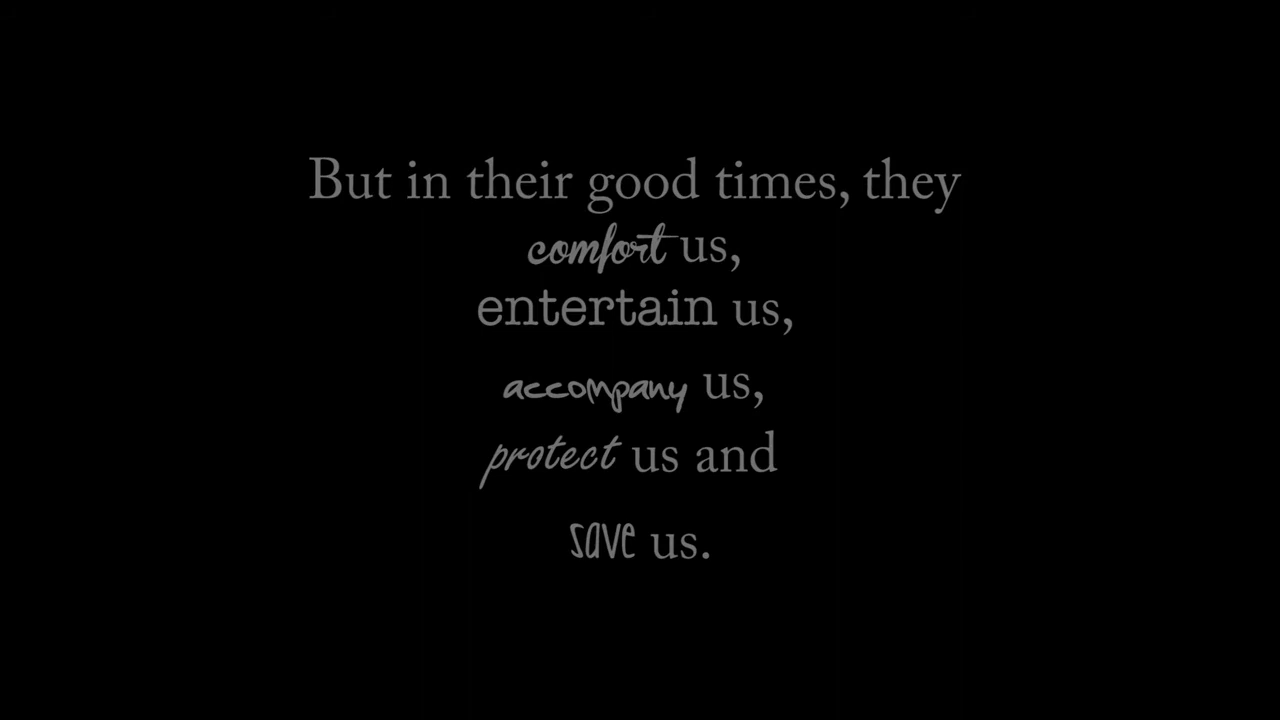 But in their good times, they
comfort us,
entertain us,
accompany us,
protect us and
save us.